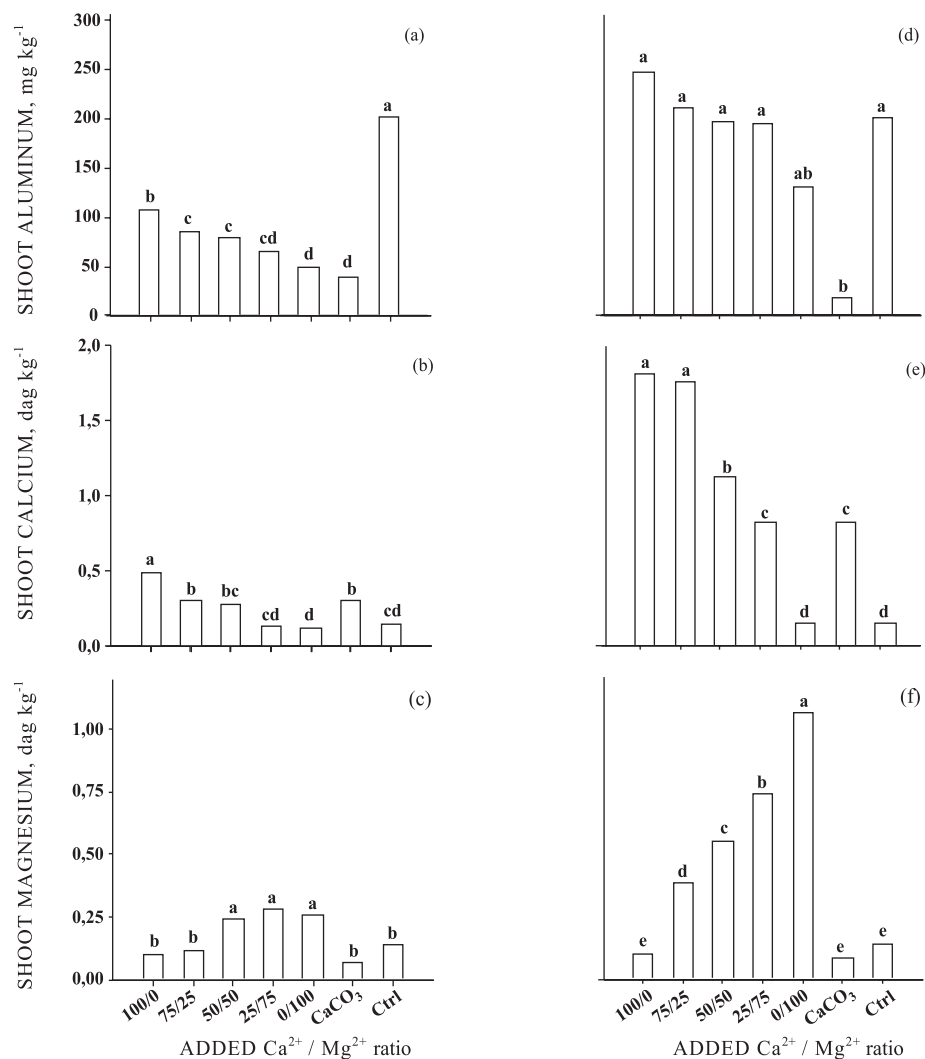 (a)
SHOOT ALUMINUM, mg kg⁻¹
300
250
200
150
100
50
0
b
c
c
cd
d
d
a
(d)
a
a
a
a
ab
b
a
(b)
SHOOT CALCIUM, dag kg⁻¹
2,0
1,5
1,0
0,5
0,0
a
b
bc
cd
d
b
cd
(e)
a
a
b
c
d
c
d
(c)
SHOOT MAGNESIUM, dag kg⁻¹
1,00
0,75
0,50
0,25
0,00
b
b
a
a
a
b
b
100/0
75/25
50/50
25/75
0/100
CaCO₃
Ctrl
ADDED Ca²⁺ / Mg²⁺ ratio
(f)
e
d
c
b
a
e
e
100/0
75/25
50/50
25/75
0/100
CaCO₃
Ctrl
ADDED Ca²⁺ / Mg²⁺ ratio